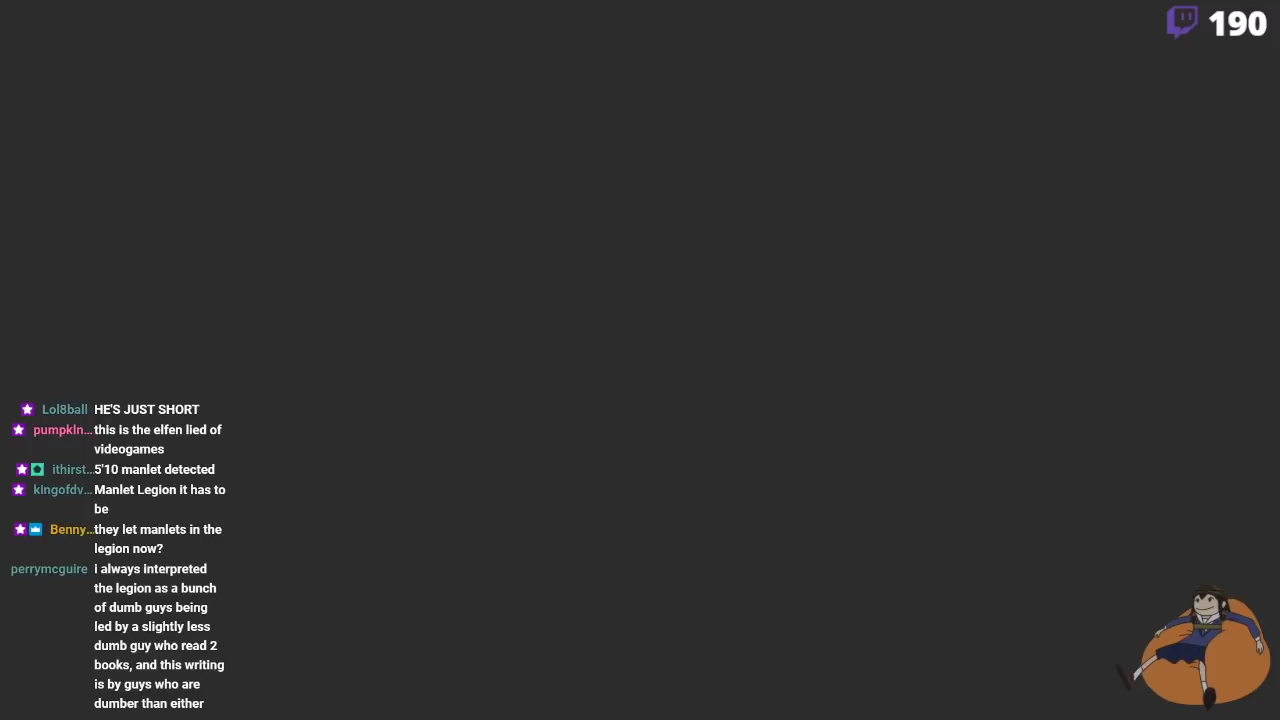 190
Lol8ball HE'S JUST SHORT
pumpkln… this is the elfen lied of
videogames
ithirst… 5'10 manlet detected
kingofdv… Manlet Legion it has to
be
Benny… they let manlets in the
legion now?
perrymcguire i always interpreted
the legion as a bunch
of dumb guys being
led by a slightly less
dumb guy who read 2
books, and this writing
is by guys who are
dumber than either